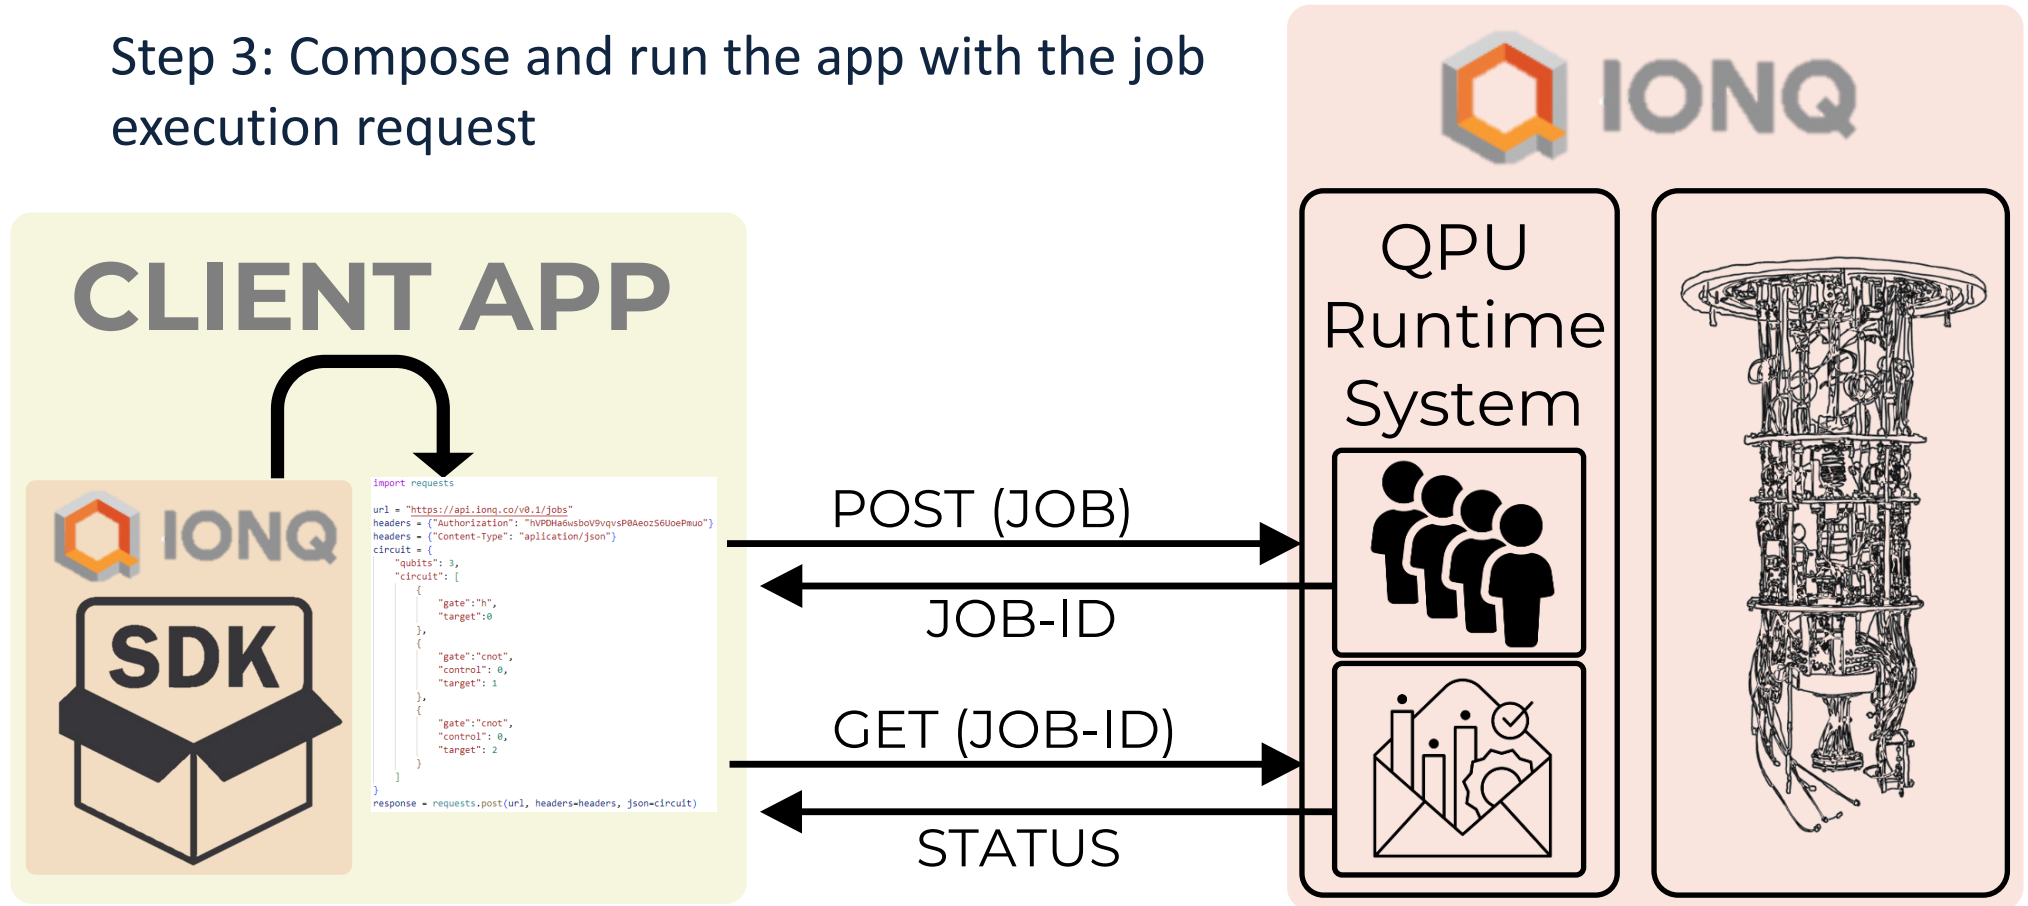 Step 3: Compose and run the app with the job
execution request
IONQ
CLIENT APP
IONQ
SDK
import requests
url = "https://api.ionq.co/v0.1/jobs"
headers = {"Authorization": "hVPDHa6wsboV9vqvsP0AeozS6UoePmuo"}
headers = {"Content-Type": "aplication/json"}
circuit = {
"qubits": 3,
"circuit": [
{
"gate":"h",
"target":0
},
{
"gate":"cnot",
"control": 0,
"target": 1
},
{
"gate":"cnot",
"control": 0,
"target": 2
}
]
}
response = requests.post(url, headers=headers, json=circuit)
POST (JOB)
JOB-ID
GET (JOB-ID)
STATUS
QPU
Runtime
System